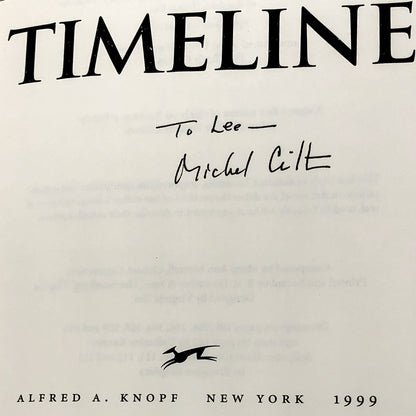 TIMELINE
To Lee —
Michael Crichton
ALFRED A. KNOPF NEW YORK 1999